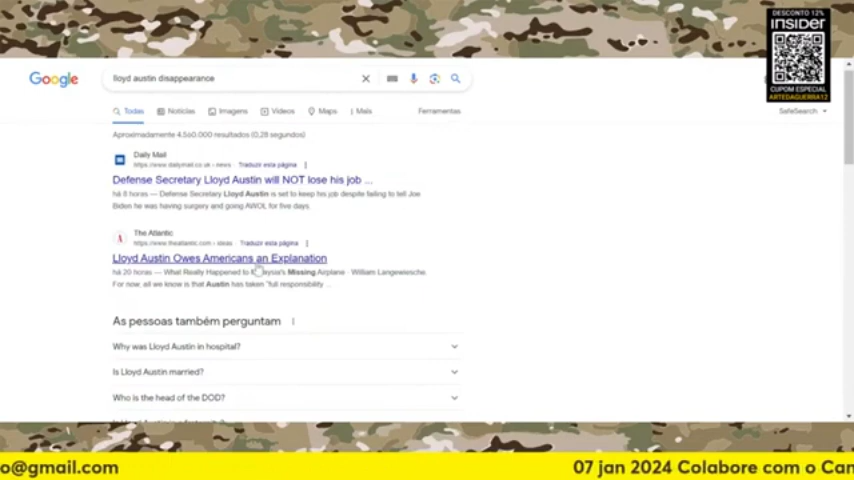 DESCONTO 12%
INSIDER
CUPOM ESPECIAL
ARTEDAGUERRA12
Google
lloyd austin disappearance
Todas
Notícias
Imagens
Vídeos
Maps
Mais
Ferramentas
SafeSearch
Aproximadamente 4.560.000 resultados (0,28 segundos)
Daily Mail
https://www.dailymail.co.uk › news · Traduzir esta página
Defense Secretary Lloyd Austin will NOT lose his job ...
há 8 horas — Defense Secretary Lloyd Austin is set to keep his job despite failing to tell Joe
Biden he was having surgery and going AWOL for five days.
The Atlantic
https://www.theatlantic.com › ideas · Traduzir esta página
Lloyd Austin Owes Americans an Explanation
há 20 horas — What Really Happened to Missing Airplane · William Langewiesche.
For now, all we know is that Austin has taken "full responsibility ...
As pessoas também perguntam
Why was Lloyd Austin in hospital?
Is Lloyd Austin married?
Who is the head of the DOD?
o@gmail.com
07 jan 2024 Colabore com o Can